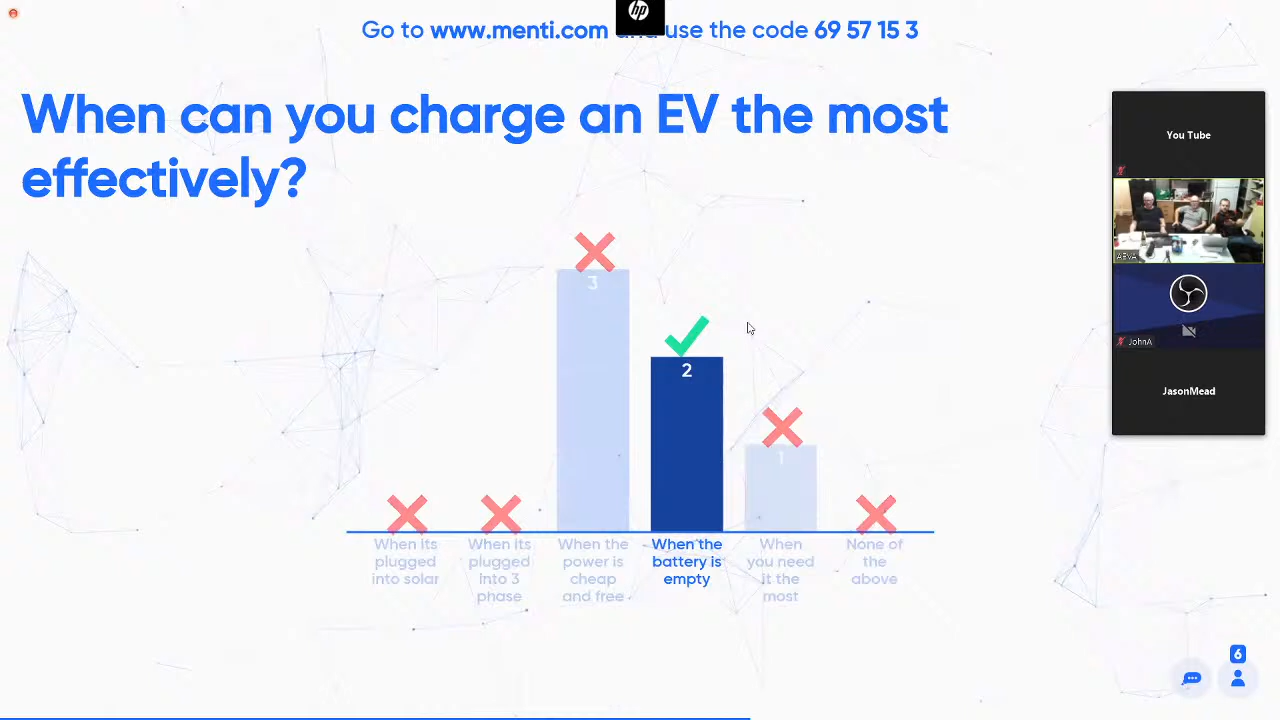 hp
Go to www.menti.com and use the code 69 57 15 3
When can you charge an EV the most
effectively?
You Tube
AEVA
JohnA
JasonMead
3
2
1
When its
plugged
into solar
When its
plugged
into 3
phase
When the
power is
cheap
and free
When the
battery is
empty
When
you need
it the
most
None of
the
above
6